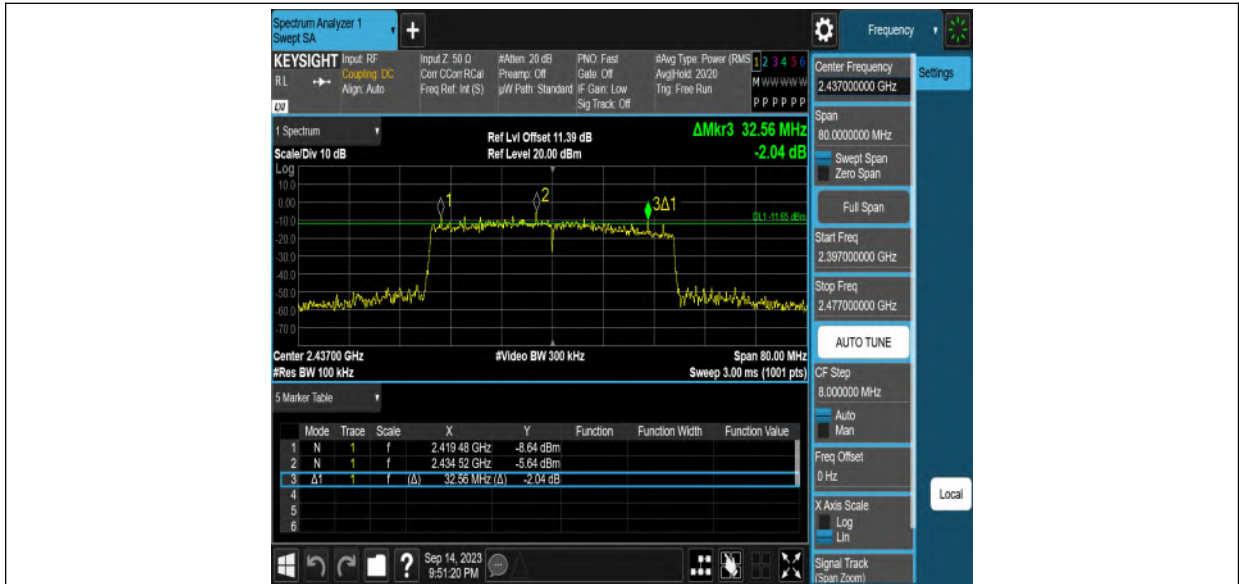 Spectrum Analyzer 1
Swept SA
+
Frequency
KEYSIGHT
RL
LXI
Input: RF
Coupling: DC
Align: Auto
Input Z: 50 Ω
Corr CCorr RCal
Freq Ref: Int (S)
#Atten: 20 dB
Preamp: Off
µW Path: Standard
PNO: Fast
Gate: Off
IF Gain: Low
Sig Track: Off
#Avg Type: Power (RMS
Avg|Hold: 20/20
Trig: Free Run
1 2 3 4 5 6
M W W W W W
P P P P P P
1 Spectrum
Scale/Div 10 dB
Ref Lvl Offset 11.39 dB
Ref Level 20.00 dBm
ΔMkr3 32.56 MHz
-2.04 dB
Log
10.0
0.00
-10.0
-20.0
-30.0
-40.0
-50.0
-60.0
-70.0
1
2
3Δ1
DL1 -11.65 dBm
Center 2.43700 GHz
#Res BW 100 kHz
#Video BW 300 kHz
Span 80.00 MHz
Sweep 3.00 ms (1001 pts)
5 Marker Table
Mode Trace Scale X Y Function Function Width Function Value
1 N 1 f 2.419 48 GHz -8.64 dBm
2 N 1 f 2.434 52 GHz -5.64 dBm
3 Δ1 1 f (Δ) 32.56 MHz (Δ) -2.04 dB
4
5
6
Sep 14, 2023
9:51:20 PM
Center Frequency
2.437000000 GHz
Span
80.0000000 MHz
Swept Span
Zero Span
Full Span
Start Freq
2.397000000 GHz
Stop Freq
2.477000000 GHz
AUTO TUNE
CF Step
8.000000 MHz
Auto
Man
Freq Offset
0 Hz
X Axis Scale
Log
Lin
Signal Track
(Span Zoom)
Settings
Local